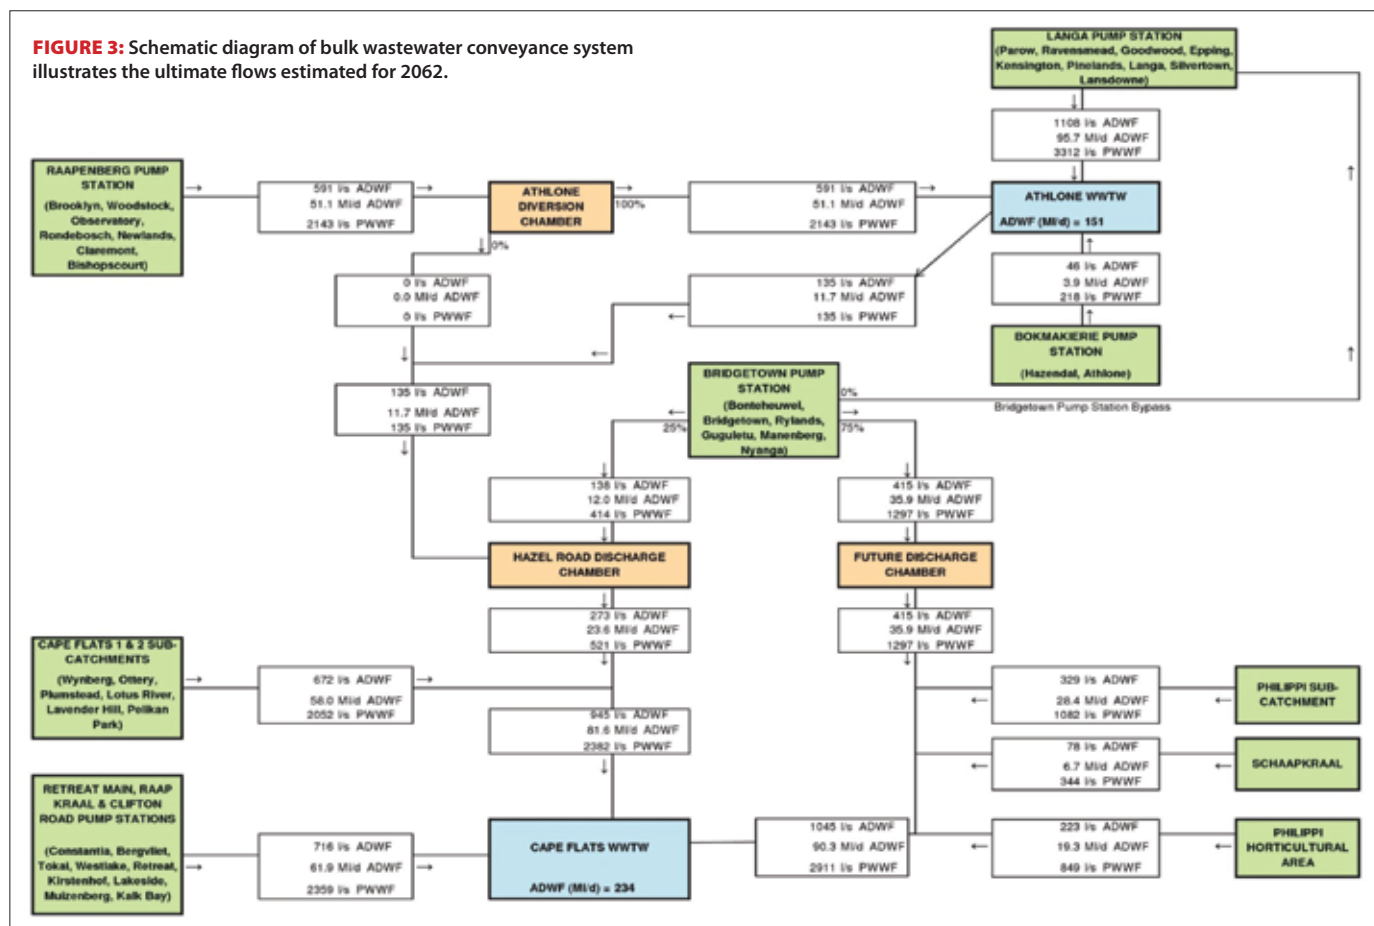 FIGURE 3: Schematic diagram of bulk wastewater conveyance system
illustrates the ultimate flows estimated for 2062.
LANGA PUMP STATION
(Parow, Ravensmead, Goodwood, Epping,
Kensington, Pinelands, Langa, Silvertown,
Lansdowne)
1108 l/s ADWF
95.7 Ml/d ADWF
3312 l/s PWWF
RAAPENBERG PUMP
STATION
(Brooklyn, Woodstock,
Observatory,
Rondebosch, Newlands,
Claremont,
Bishopscourt)
591 l/s ADWF
51.1 Ml/d ADWF
2143 l/s PWWF
ATHLONE
DIVERSION
CHAMBER
100%
0%
591 l/s ADWF
51.1 Ml/d ADWF
2143 l/s PWWF
ATHLONE WWTW
ADWF (Ml/d) = 151
0 l/s ADWF
0.0 Ml/d ADWF
0 l/s PWWF
135 l/s ADWF
11.7 Ml/d ADWF
135 l/s PWWF
46 l/s ADWF
3.9 Ml/d ADWF
218 l/s PWWF
BOKMAKIERIE PUMP
STATION
(Hazendal, Athlone)
135 l/s ADWF
11.7 Ml/d ADWF
135 l/s PWWF
BRIDGETOWN PUMP
STATION
(Bonteheuwel,
Bridgetown, Rylands,
Guguletu, Manenberg,
Nyanga)
0%
25%
75%
Bridgetown Pump Station Bypass
138 l/s ADWF
12.0 Ml/d ADWF
414 l/s PWWF
415 l/s ADWF
35.9 Ml/d ADWF
1297 l/s PWWF
HAZEL ROAD DISCHARGE
CHAMBER
FUTURE DISCHARGE
CHAMBER
273 l/s ADWF
23.6 Ml/d ADWF
521 l/s PWWF
415 l/s ADWF
35.9 Ml/d ADWF
1297 l/s PWWF
CAPE FLATS 1 & 2 SUB-
CATCHMENTS
(Wynberg, Ottery,
Plumstead, Lotus River,
Lavender Hill, Pelikan
Park)
672 l/s ADWF
58.0 Ml/d ADWF
2052 l/s PWWF
945 l/s ADWF
81.6 Ml/d ADWF
2382 l/s PWWF
329 l/s ADWF
28.4 Ml/d ADWF
1082 l/s PWWF
PHILIPPI SUB-
CATCHMENT
78 l/s ADWF
6.7 Ml/d ADWF
344 l/s PWWF
SCHAAPKRAAL
RETREAT MAIN, RAAP
KRAAL & CLIFTON
ROAD PUMP STATIONS
(Constantia, Bergvliet,
Tokai, Westlake, Retreat,
Kirstenhof, Lakeside,
Muizenberg, Kalk Bay)
716 l/s ADWF
61.9 Ml/d ADWF
2359 l/s PWWF
CAPE FLATS WWTW
ADWF (Ml/d) = 234
1045 l/s ADWF
90.3 Ml/d ADWF
2911 l/s PWWF
223 l/s ADWF
19.3 Ml/d ADWF
849 l/s PWWF
PHILIPPI
HORTICULTURAL
AREA